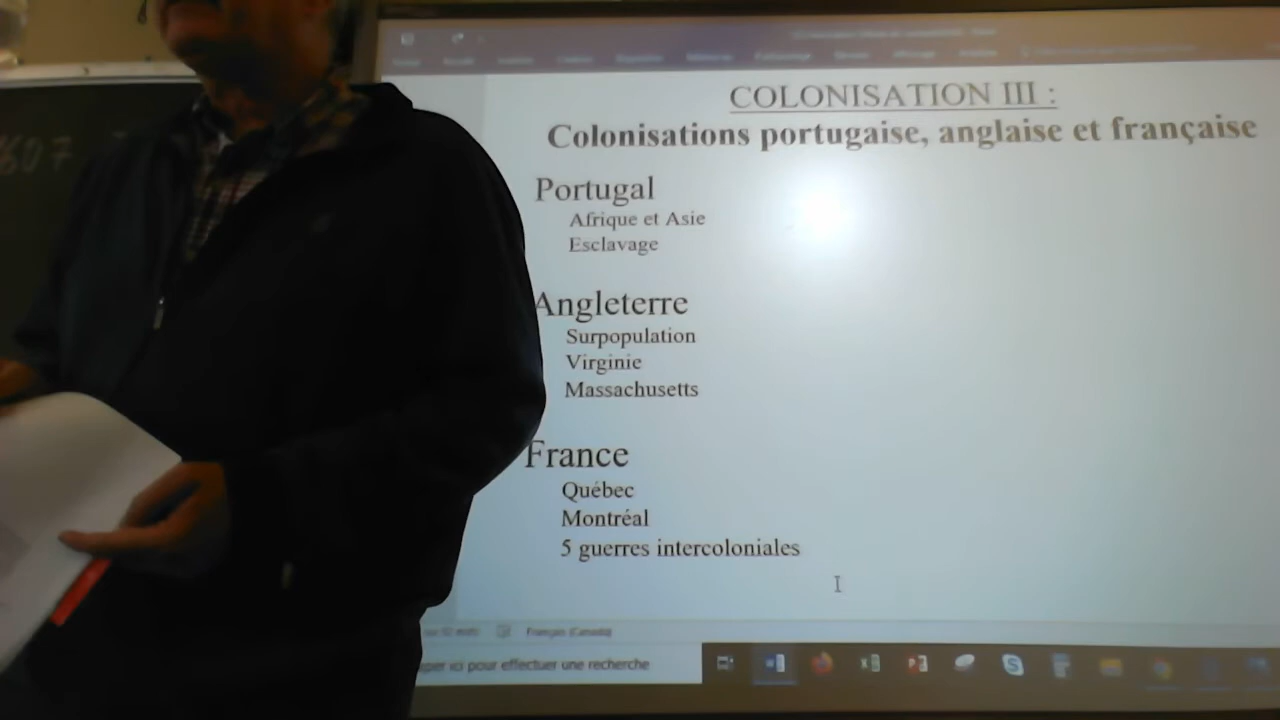 607
COLONISATION III :
Colonisations portugaise, anglaise et française
Portugal
Afrique et Asie
Esclavage
Angleterre
Surpopulation
Virginie
Massachusetts
France
Québec
Montréal
5 guerres intercoloniales
Français (Canada)
ici pour effectuer une recherche